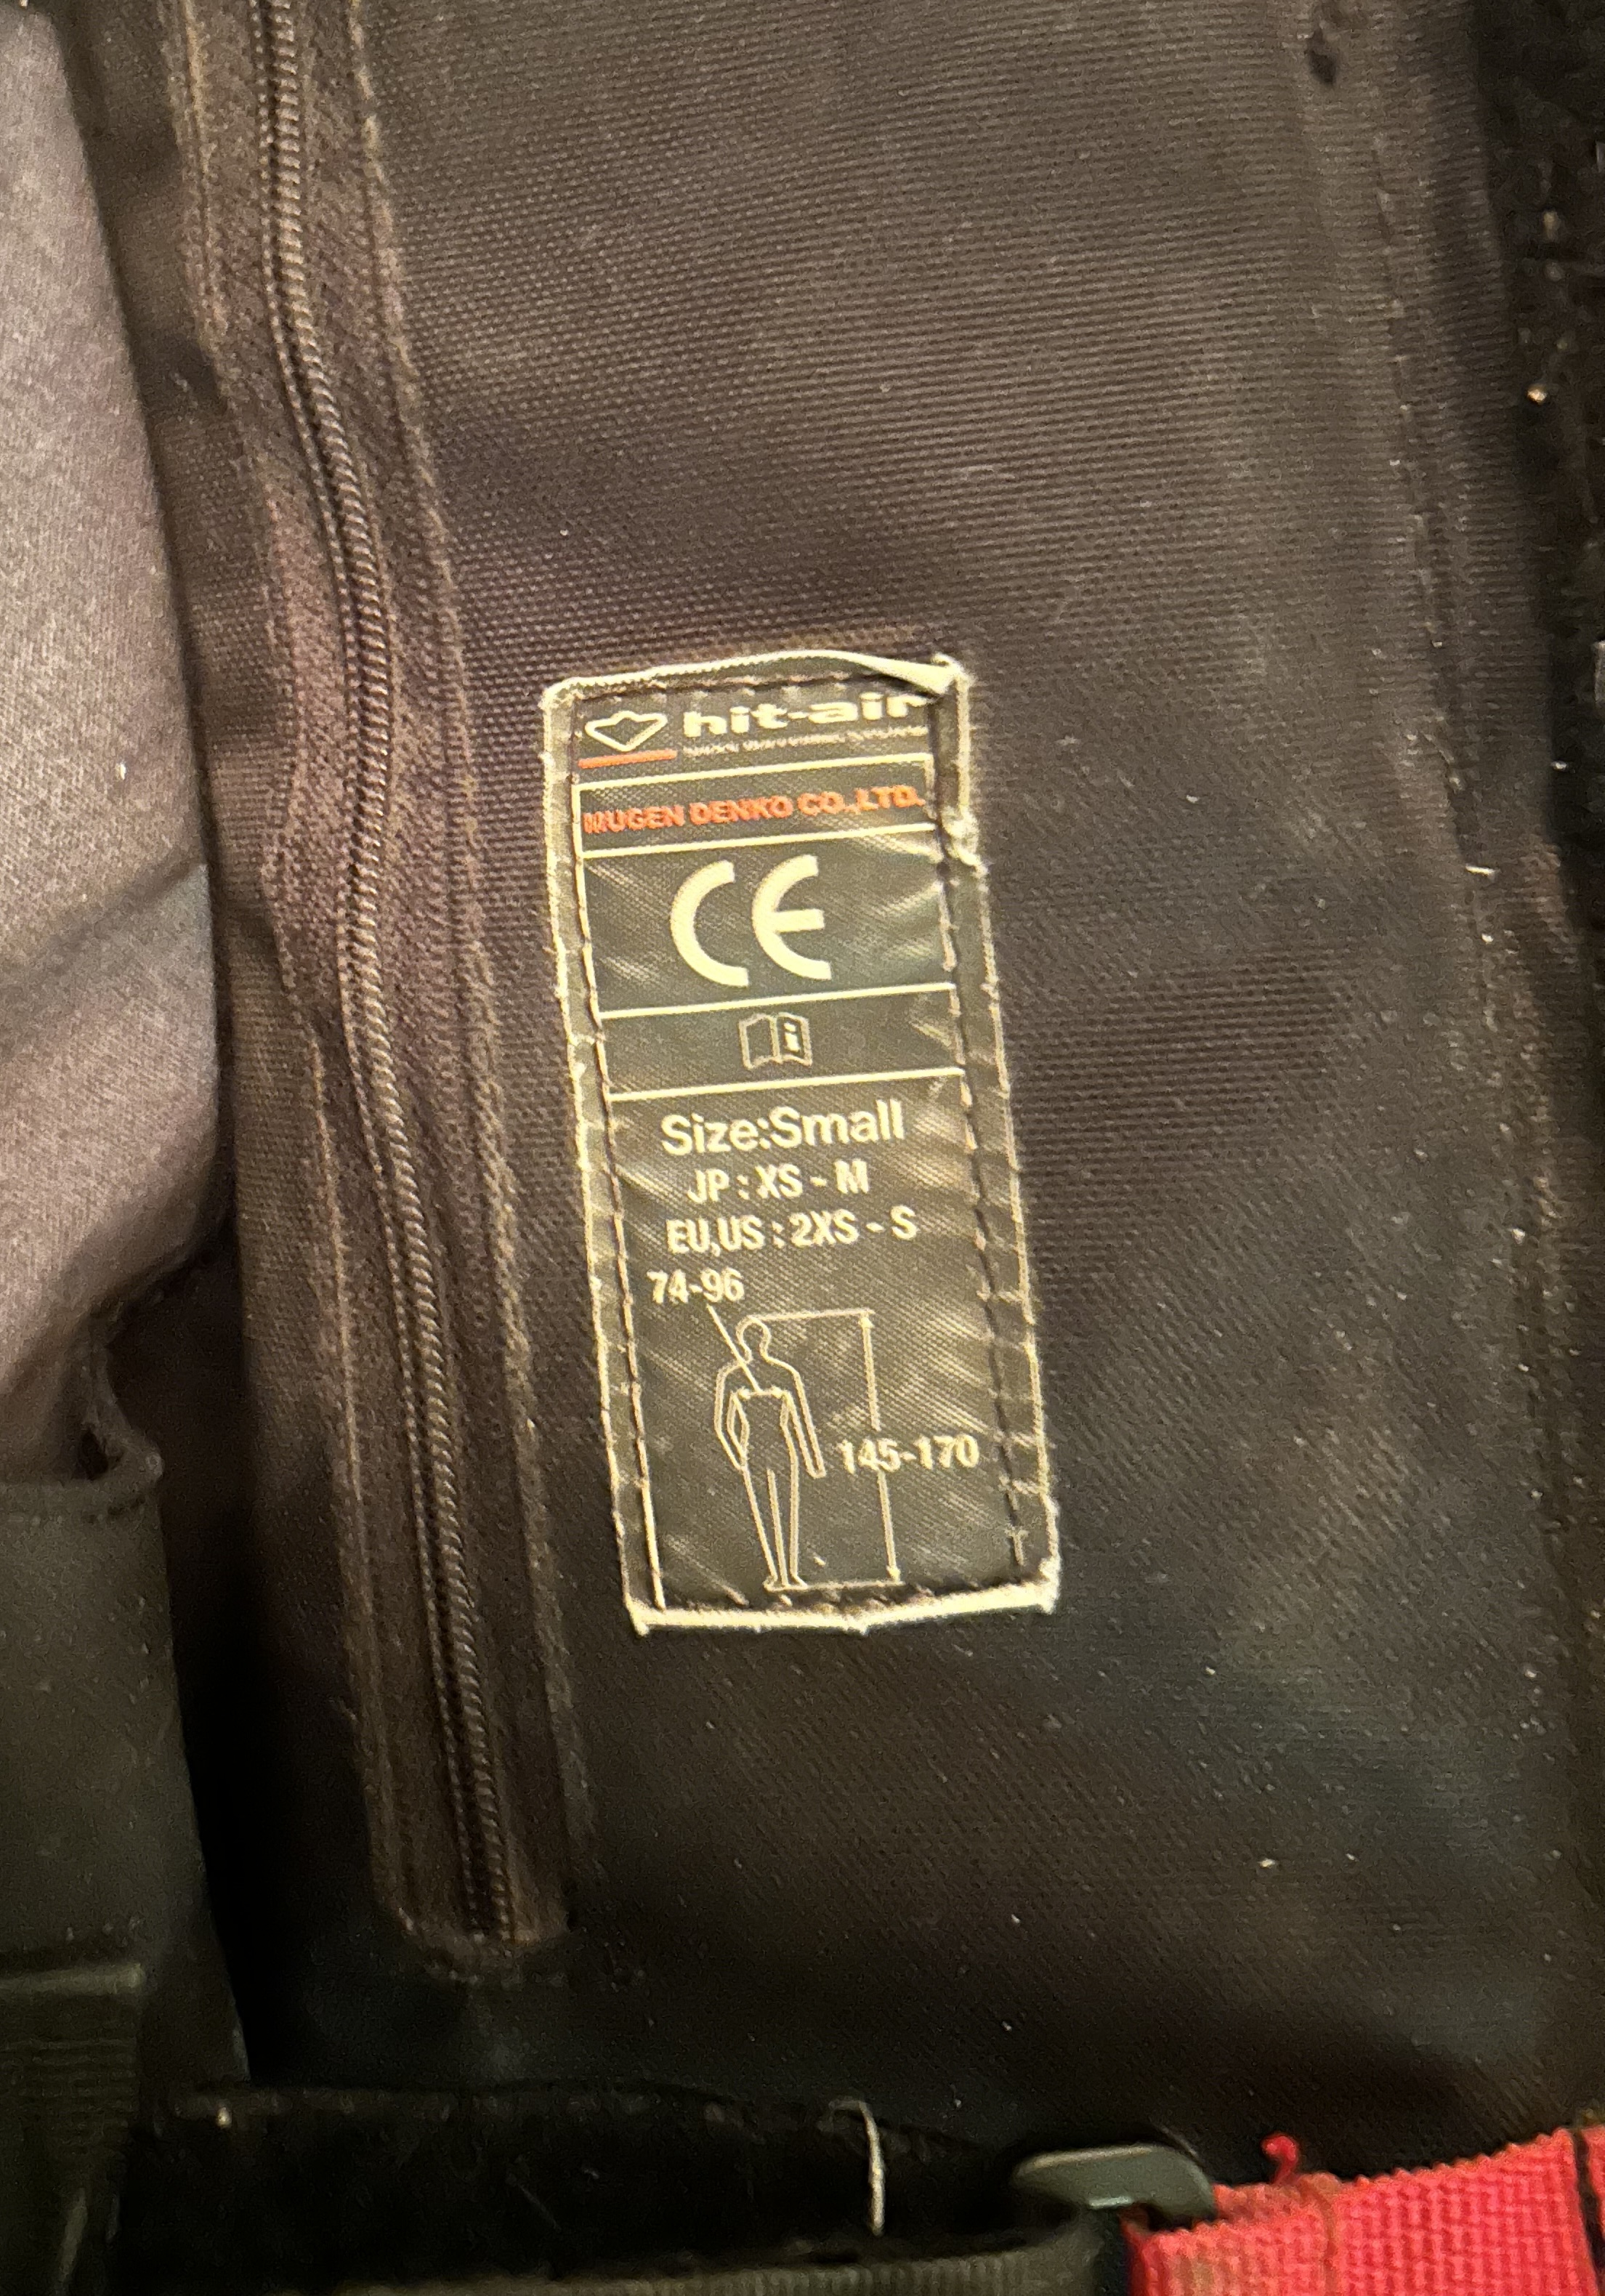 hit-air
MUGEN DENKO CO.,LTD.
CE
i
Size:Small
JP : XS - M
EU,US : 2XS - S
74-96
145-170